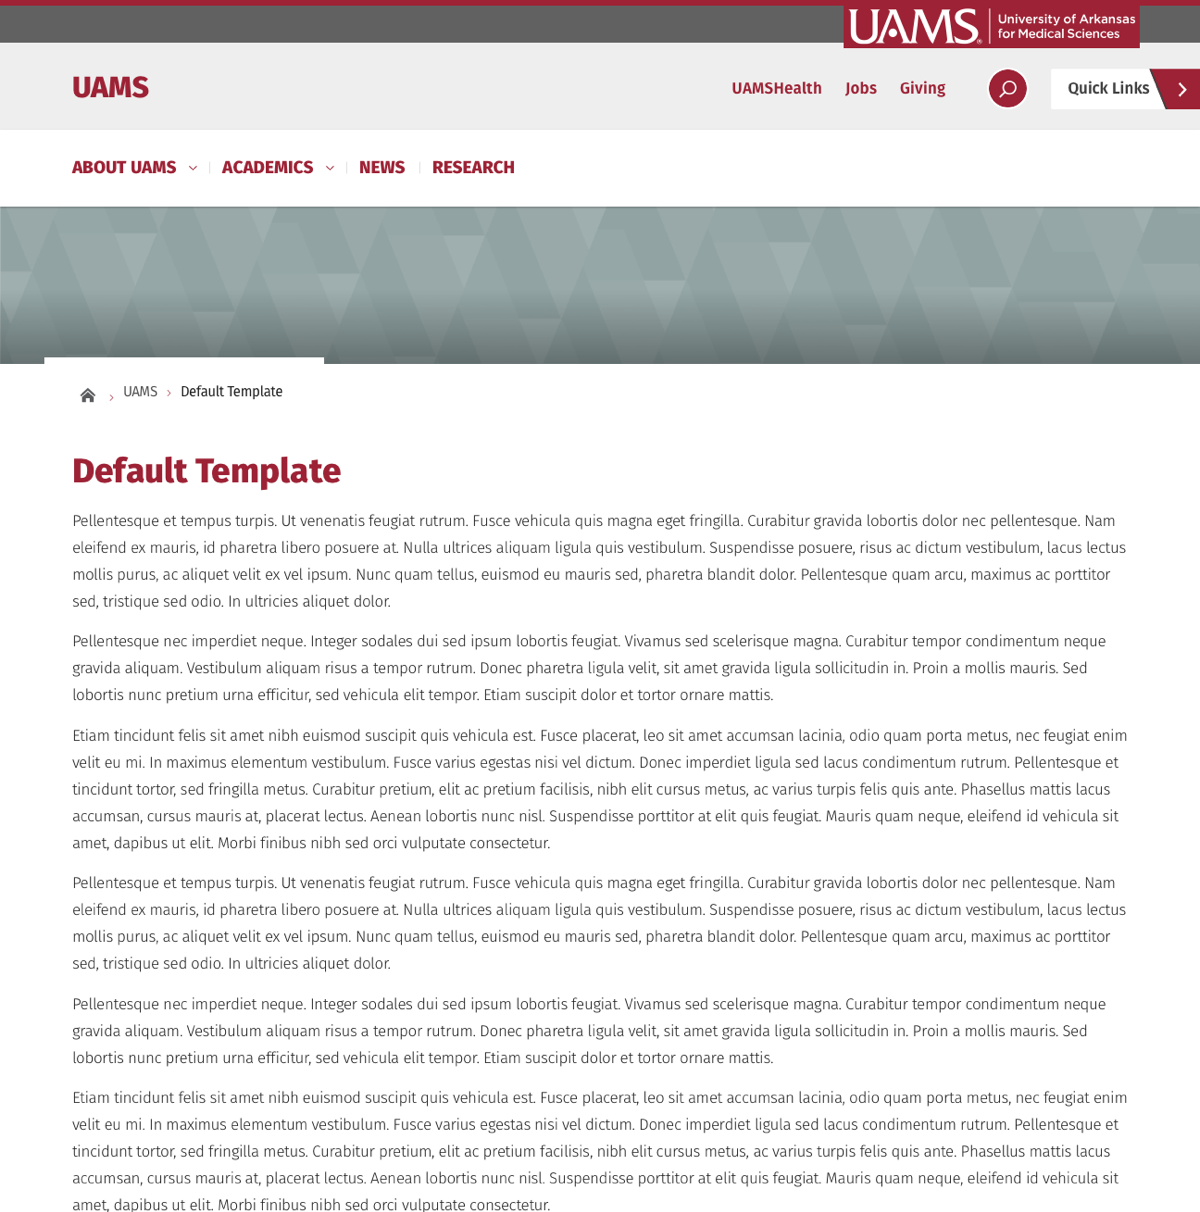 UAMS University of Arkansas
for Medical Sciences
UAMS
UAMSHealth Jobs Giving Quick Links
ABOUT UAMS ACADEMICS NEWS RESEARCH
UAMS Default Template
Default Template
Pellentesque et tempus turpis. Ut venenatis feugiat rutrum. Fusce vehicula quis magna eget fringilla. Curabitur gravida lobortis dolor nec pellentesque. Nam
eleifend ex mauris, id pharetra libero posuere at. Nulla ultrices aliquam ligula quis vestibulum. Suspendisse posuere, risus ac dictum vestibulum, lacus lectus
mollis purus, ac aliquet velit ex vel ipsum. Nunc quam tellus, euismod eu mauris sed, pharetra blandit dolor. Pellentesque quam arcu, maximus ac porttitor
sed, tristique sed odio. In ultricies aliquet dolor.
Pellentesque nec imperdiet neque. Integer sodales dui sed ipsum lobortis feugiat. Vivamus sed scelerisque magna. Curabitur tempor condimentum neque
gravida aliquam. Vestibulum aliquam risus a tempor rutrum. Donec pharetra ligula velit, sit amet gravida ligula sollicitudin in. Proin a mollis mauris. Sed
lobortis nunc pretium urna efficitur, sed vehicula elit tempor. Etiam suscipit dolor et tortor ornare mattis.
Etiam tincidunt felis sit amet nibh euismod suscipit quis vehicula est. Fusce placerat, leo sit amet accumsan lacinia, odio quam porta metus, nec feugiat enim
velit eu mi. In maximus elementum vestibulum. Fusce varius egestas nisi vel dictum. Donec imperdiet ligula sed lacus condimentum rutrum. Pellentesque et
tincidunt tortor, sed fringilla metus. Curabitur pretium, elit ac pretium facilisis, nibh elit cursus metus, ac varius turpis felis quis ante. Phasellus mattis lacus
accumsan, cursus mauris at, placerat lectus. Aenean lobortis nunc nisl. Suspendisse porttitor at elit quis feugiat. Mauris quam neque, eleifend id vehicula sit
amet, dapibus ut elit. Morbi finibus nibh sed orci vulputate consectetur.
Pellentesque et tempus turpis. Ut venenatis feugiat rutrum. Fusce vehicula quis magna eget fringilla. Curabitur gravida lobortis dolor nec pellentesque. Nam
eleifend ex mauris, id pharetra libero posuere at. Nulla ultrices aliquam ligula quis vestibulum. Suspendisse posuere, risus ac dictum vestibulum, lacus lectus
mollis purus, ac aliquet velit ex vel ipsum. Nunc quam tellus, euismod eu mauris sed, pharetra blandit dolor. Pellentesque quam arcu, maximus ac porttitor
sed, tristique sed odio. In ultricies aliquet dolor.
Pellentesque nec imperdiet neque. Integer sodales dui sed ipsum lobortis feugiat. Vivamus sed scelerisque magna. Curabitur tempor condimentum neque
gravida aliquam. Vestibulum aliquam risus a tempor rutrum. Donec pharetra ligula velit, sit amet gravida ligula sollicitudin in. Proin a mollis mauris. Sed
lobortis nunc pretium urna efficitur, sed vehicula elit tempor. Etiam suscipit dolor et tortor ornare mattis.
Etiam tincidunt felis sit amet nibh euismod suscipit quis vehicula est. Fusce placerat, leo sit amet accumsan lacinia, odio quam porta metus, nec feugiat enim
velit eu mi. In maximus elementum vestibulum. Fusce varius egestas nisi vel dictum. Donec imperdiet ligula sed lacus condimentum rutrum. Pellentesque et
tincidunt tortor, sed fringilla metus. Curabitur pretium, elit ac pretium facilisis, nibh elit cursus metus, ac varius turpis felis quis ante. Phasellus mattis lacus
accumsan, cursus mauris at, placerat lectus. Aenean lobortis nunc nisl. Suspendisse porttitor at elit quis feugiat. Mauris quam neque, eleifend id vehicula sit
amet, dapibus ut elit. Morbi finibus nibh sed orci vulputate consectetur.